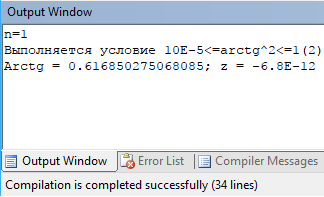 Output Window
n=1
Выполняется условие 10E-5<=arctg^2<=1(2)
Arctg = 0.616850275068085; z = -6.8E-12
Output Window Error List Compiler Messages
Compilation is completed successfully (34 lines)